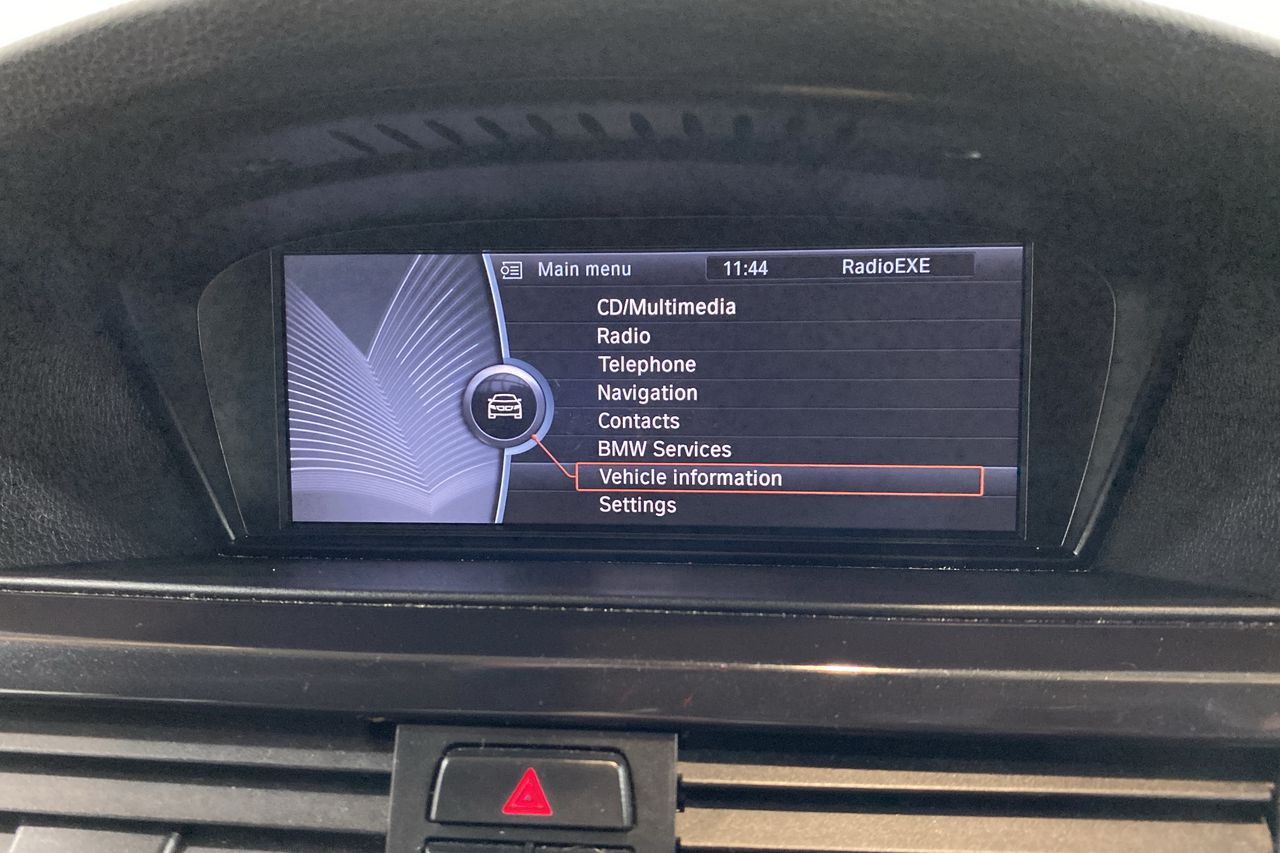 Main menu 11:44 RadioEXE
CD/Multimedia
Radio
Telephone
Navigation
Contacts
BMW Services
Vehicle information
Settings